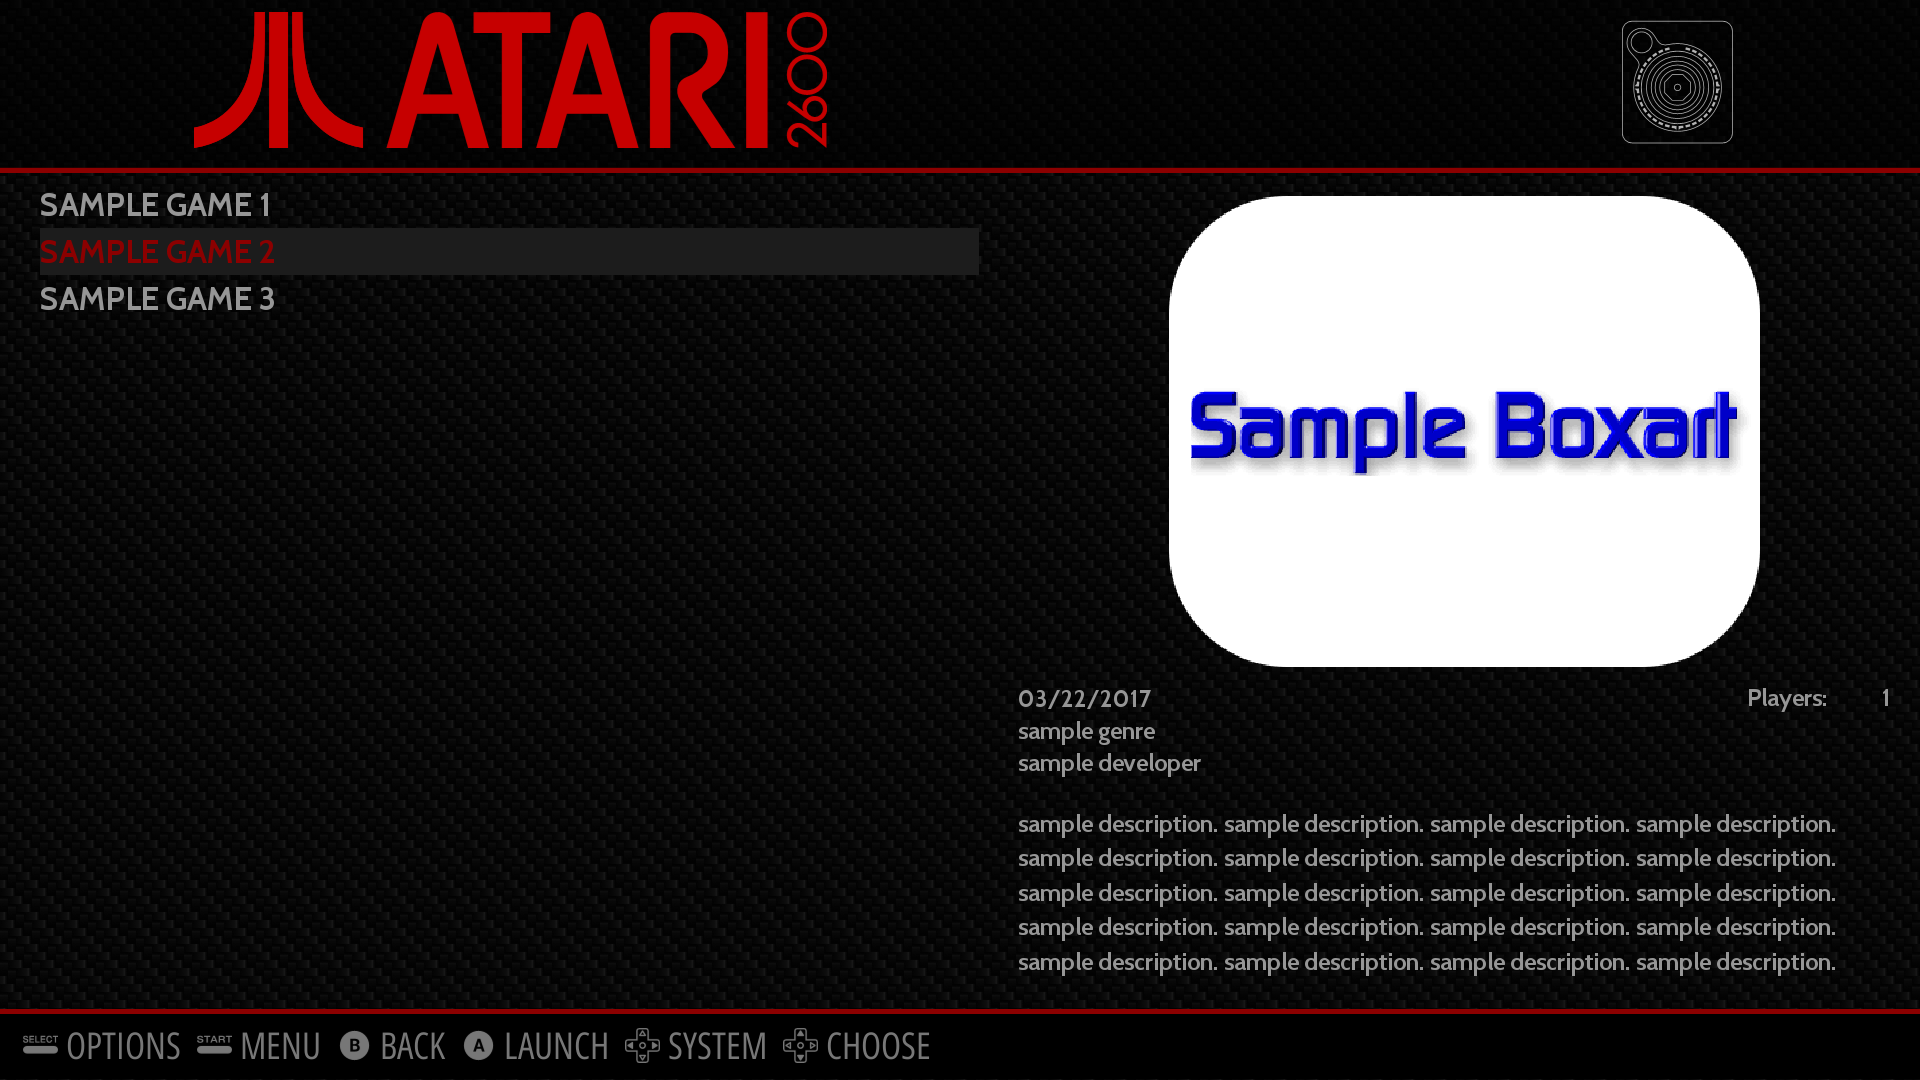 ATARI 2600
SAMPLE GAME 1
SAMPLE GAME 2
SAMPLE GAME 3
Sample Boxart
03/22/2017 Players: 1
sample genre
sample developer
sample description. sample description. sample description. sample description.
sample description. sample description. sample description. sample description.
sample description. sample description. sample description. sample description.
sample description. sample description. sample description. sample description.
sample description. sample description. sample description. sample description.
SELECT OPTIONS START MENU B BACK A LAUNCH SYSTEM CHOOSE